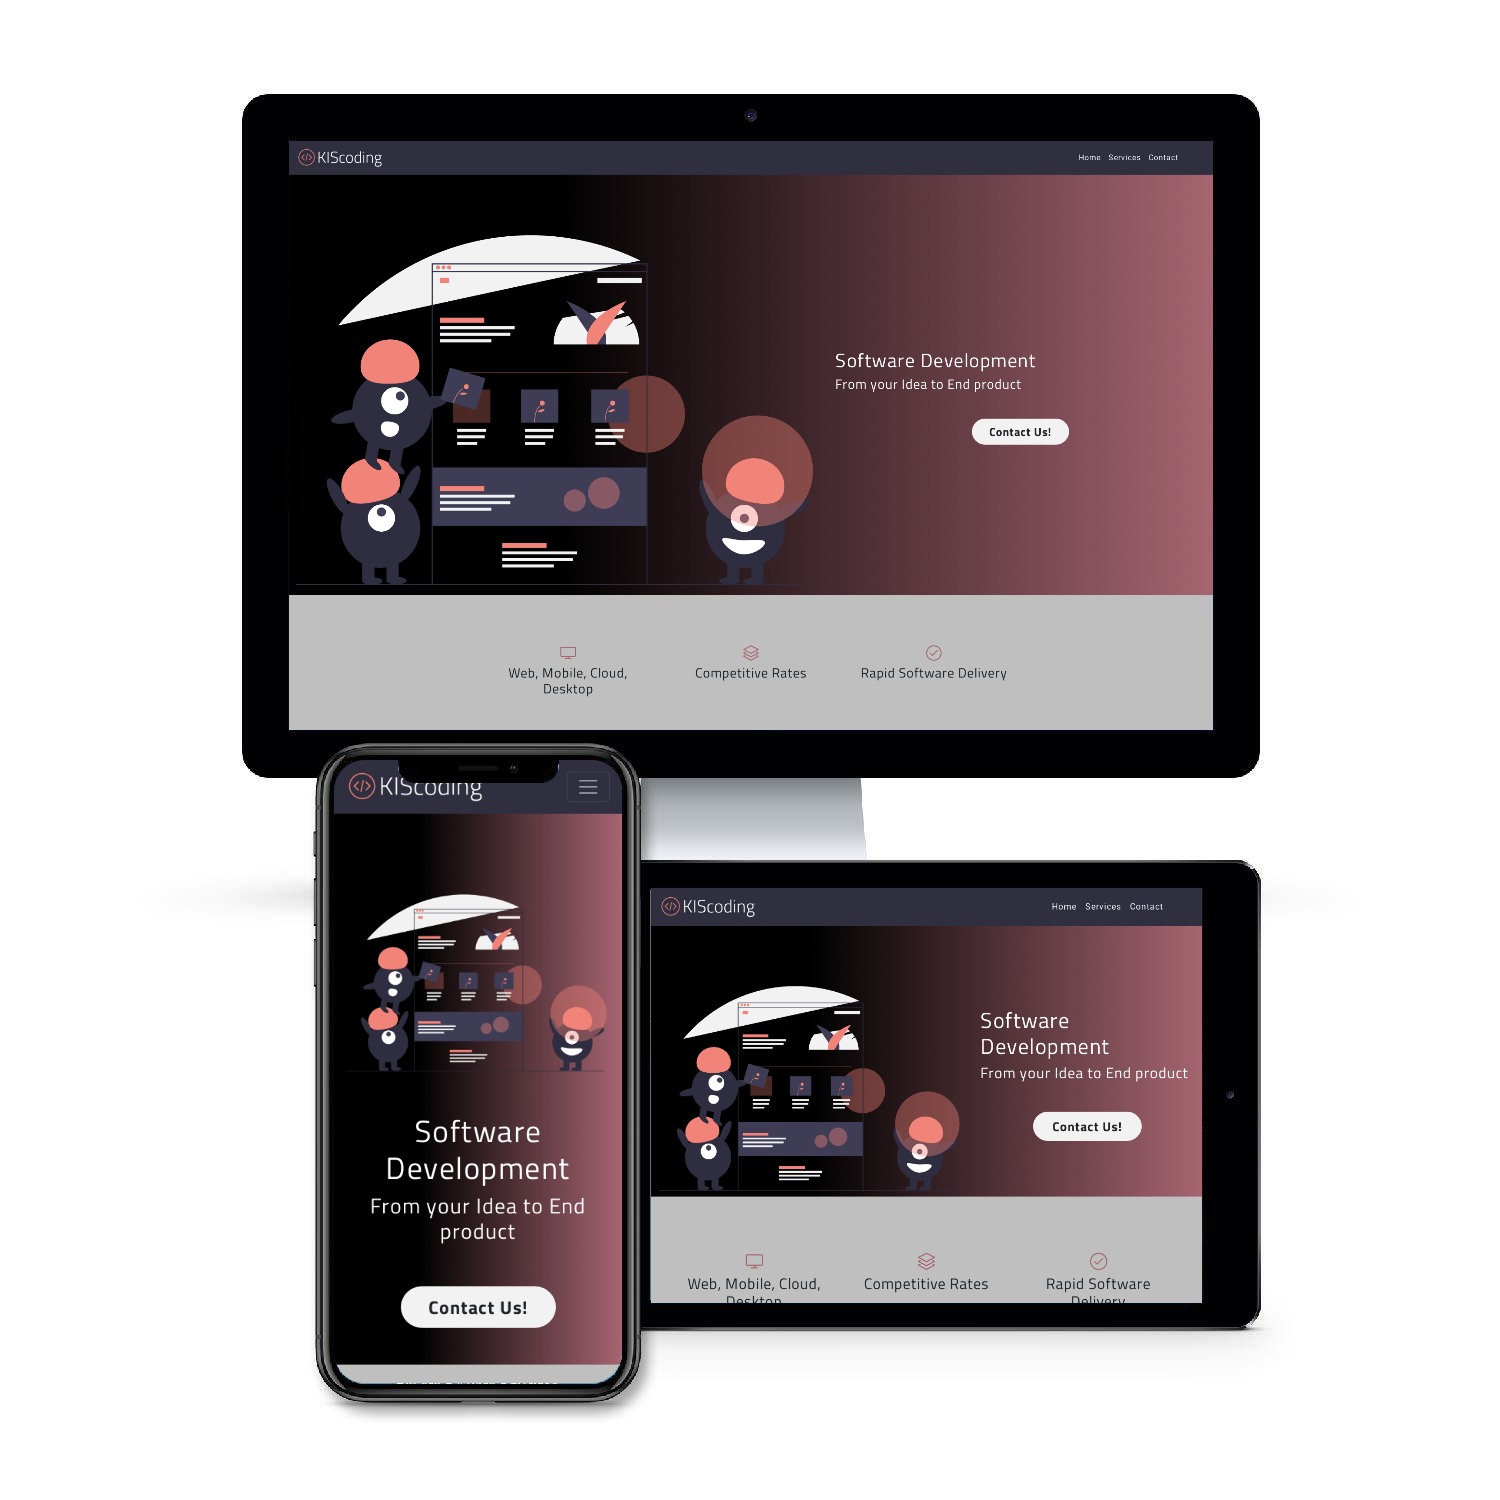 KIScoding
Home Services Contact
Software Development
From your Idea to End product
Contact Us!
Web, Mobile, Cloud,
Desktop
Competitive Rates
Rapid Software Delivery
KIScoding
Software
Development
From your Idea to End
product
Contact Us!
KIScoding
Home Services Contact
Software
Development
From your Idea to End product
Contact Us!
Web, Mobile, Cloud,
Desktop
Competitive Rates
Rapid Software
Delivery